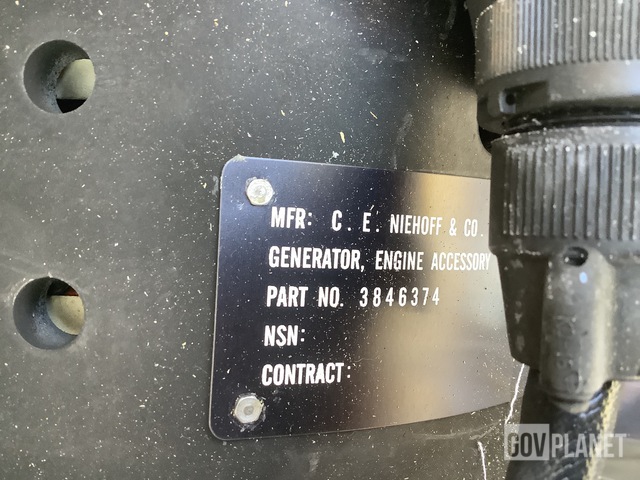 MFR: C. E. NIEHOFF & CO.
GENERATOR, ENGINE ACCESSORY
PART NO. 3846374
NSN:
CONTRACT:
GOVPLANET